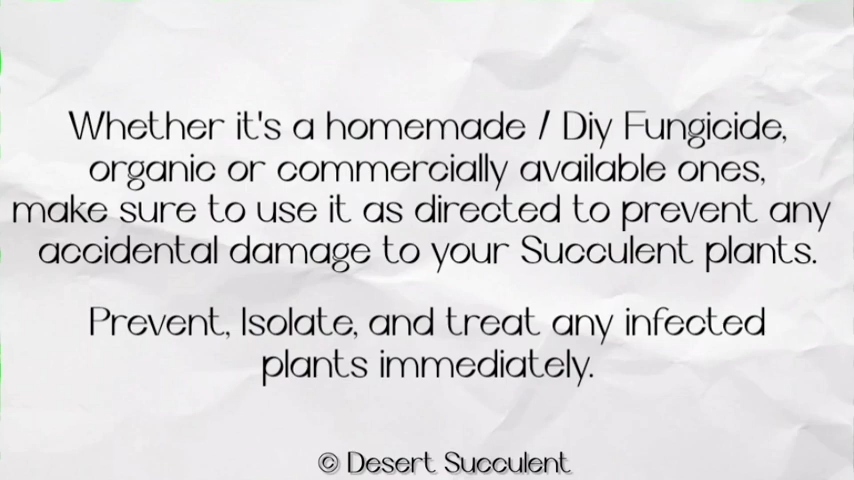 Whether it's a homemade / Diy Fungicide,
organic or commercially available ones,
make sure to use it as directed to prevent any
accidental damage to your Succulent plants.
Prevent, Isolate, and treat any infected
plants immediately.
© Desert Succulent